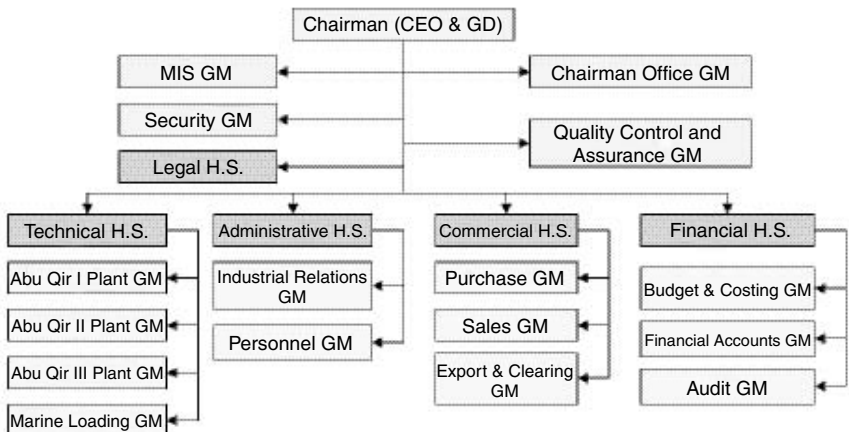 Chairman (CEO & GD)
MIS GM
Chairman Office GM
Security GM
Quality Control and
Assurance GM
Legal H.S.
Technical H.S.
Administrative H.S.
Commercial H.S.
Financial H.S.
Abu Qir I Plant GM
Abu Qir II Plant GM
Abu Qir III Plant GM
Marine Loading GM
Industrial Relations
GM
Personnel GM
Purchase GM
Sales GM
Export & Clearing
GM
Budget & Costing GM
Financial Accounts GM
Audit GM